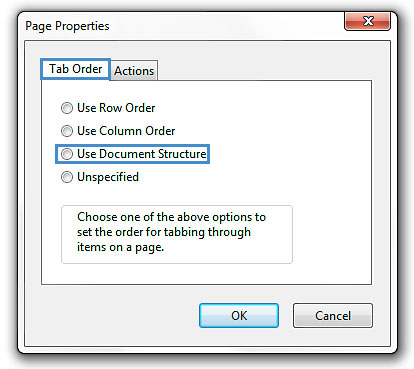 Page Properties
Tab Order
Actions
Use Row Order
Use Column Order
Use Document Structure
Unspecified
Choose one of the above options to
set the order for tabbing through
items on a page.
OK
Cancel